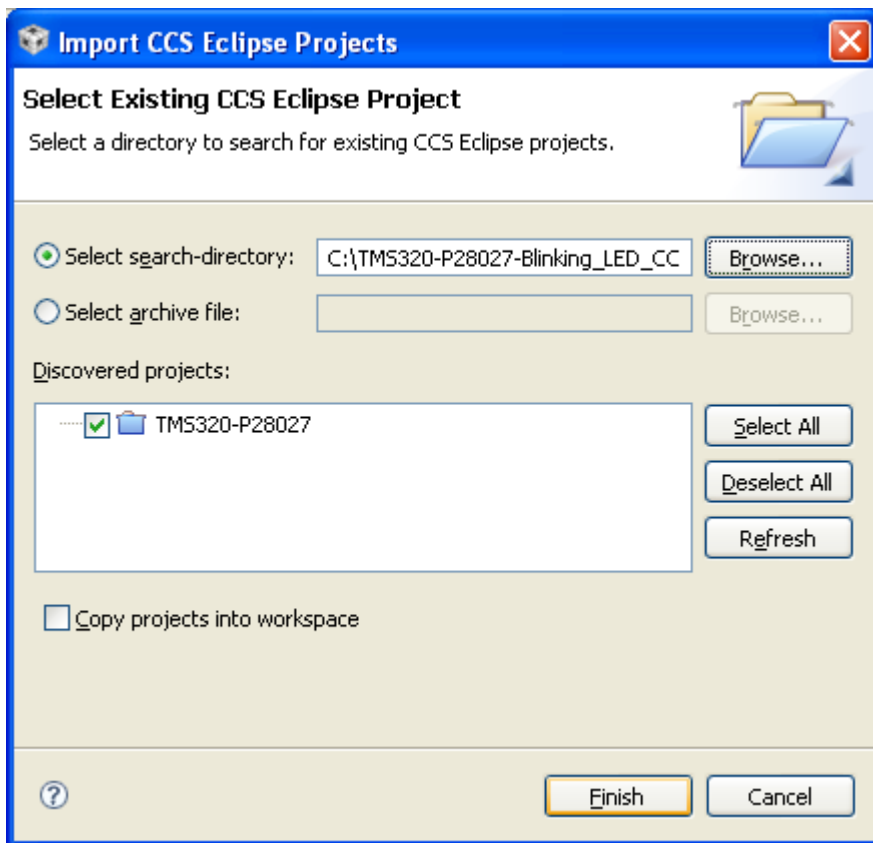 Import CCS Eclipse Projects
Select Existing CCS Eclipse Project
Select a directory to search for existing CCS Eclipse projects.
Select search-directory: C:\TMS320-P28027-Blinking_LED_CC Browse...
Select archive file: Browse...
Discovered projects:
TMS320-P28027
Select All
Deselect All
Refresh
Copy projects into workspace
? Finish Cancel